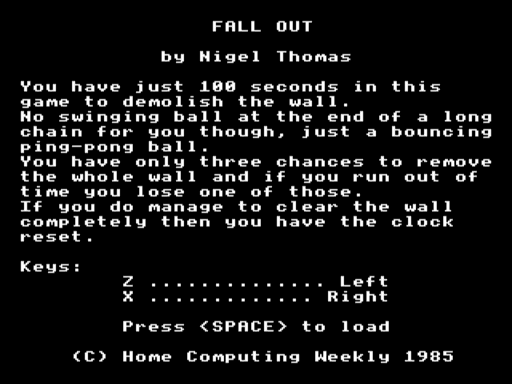 FALL OUT
by Nigel Thomas
You have just 100 seconds in this
game to demolish the wall.
No swinging ball at the end of a long
chain for you though, just a bouncing
ping-pong ball.
You have only three chances to remove
the whole wall and if you run out of
time you lose one of those.
If you do manage to clear the wall
completely then you have the clock
reset.
Keys:
Z .............. Left
X ............. Right
Press <SPACE> to load
(C) Home Computing Weekly 1985